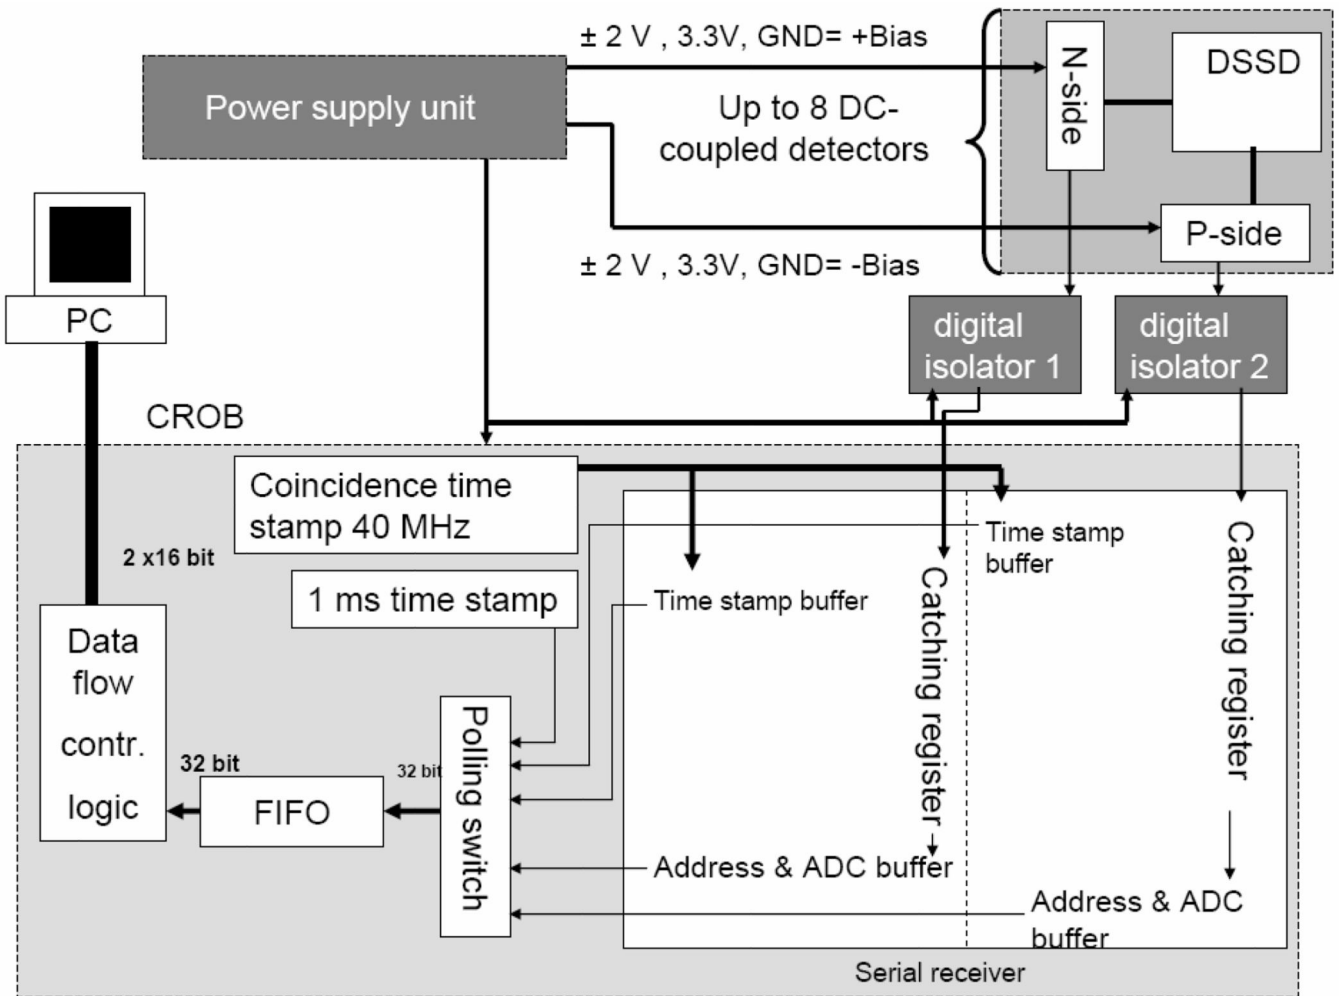 ± 2 V , 3.3V, GND= +Bias
Power supply unit
Up to 8 DC-
coupled detectors
N-side
DSSD
P-side
± 2 V , 3.3V, GND= -Bias
PC
digital
isolator 1
digital
isolator 2
CROB
Coincidence time
stamp 40 MHz
2 x16 bit
1 ms time stamp
Time stamp
buffer
Time stamp buffer
Catching register
Catching register
Data
flow
contr.
logic
32 bit
FIFO
32 bit
Polling switch
Address & ADC buffer
Address & ADC
buffer
Serial receiver